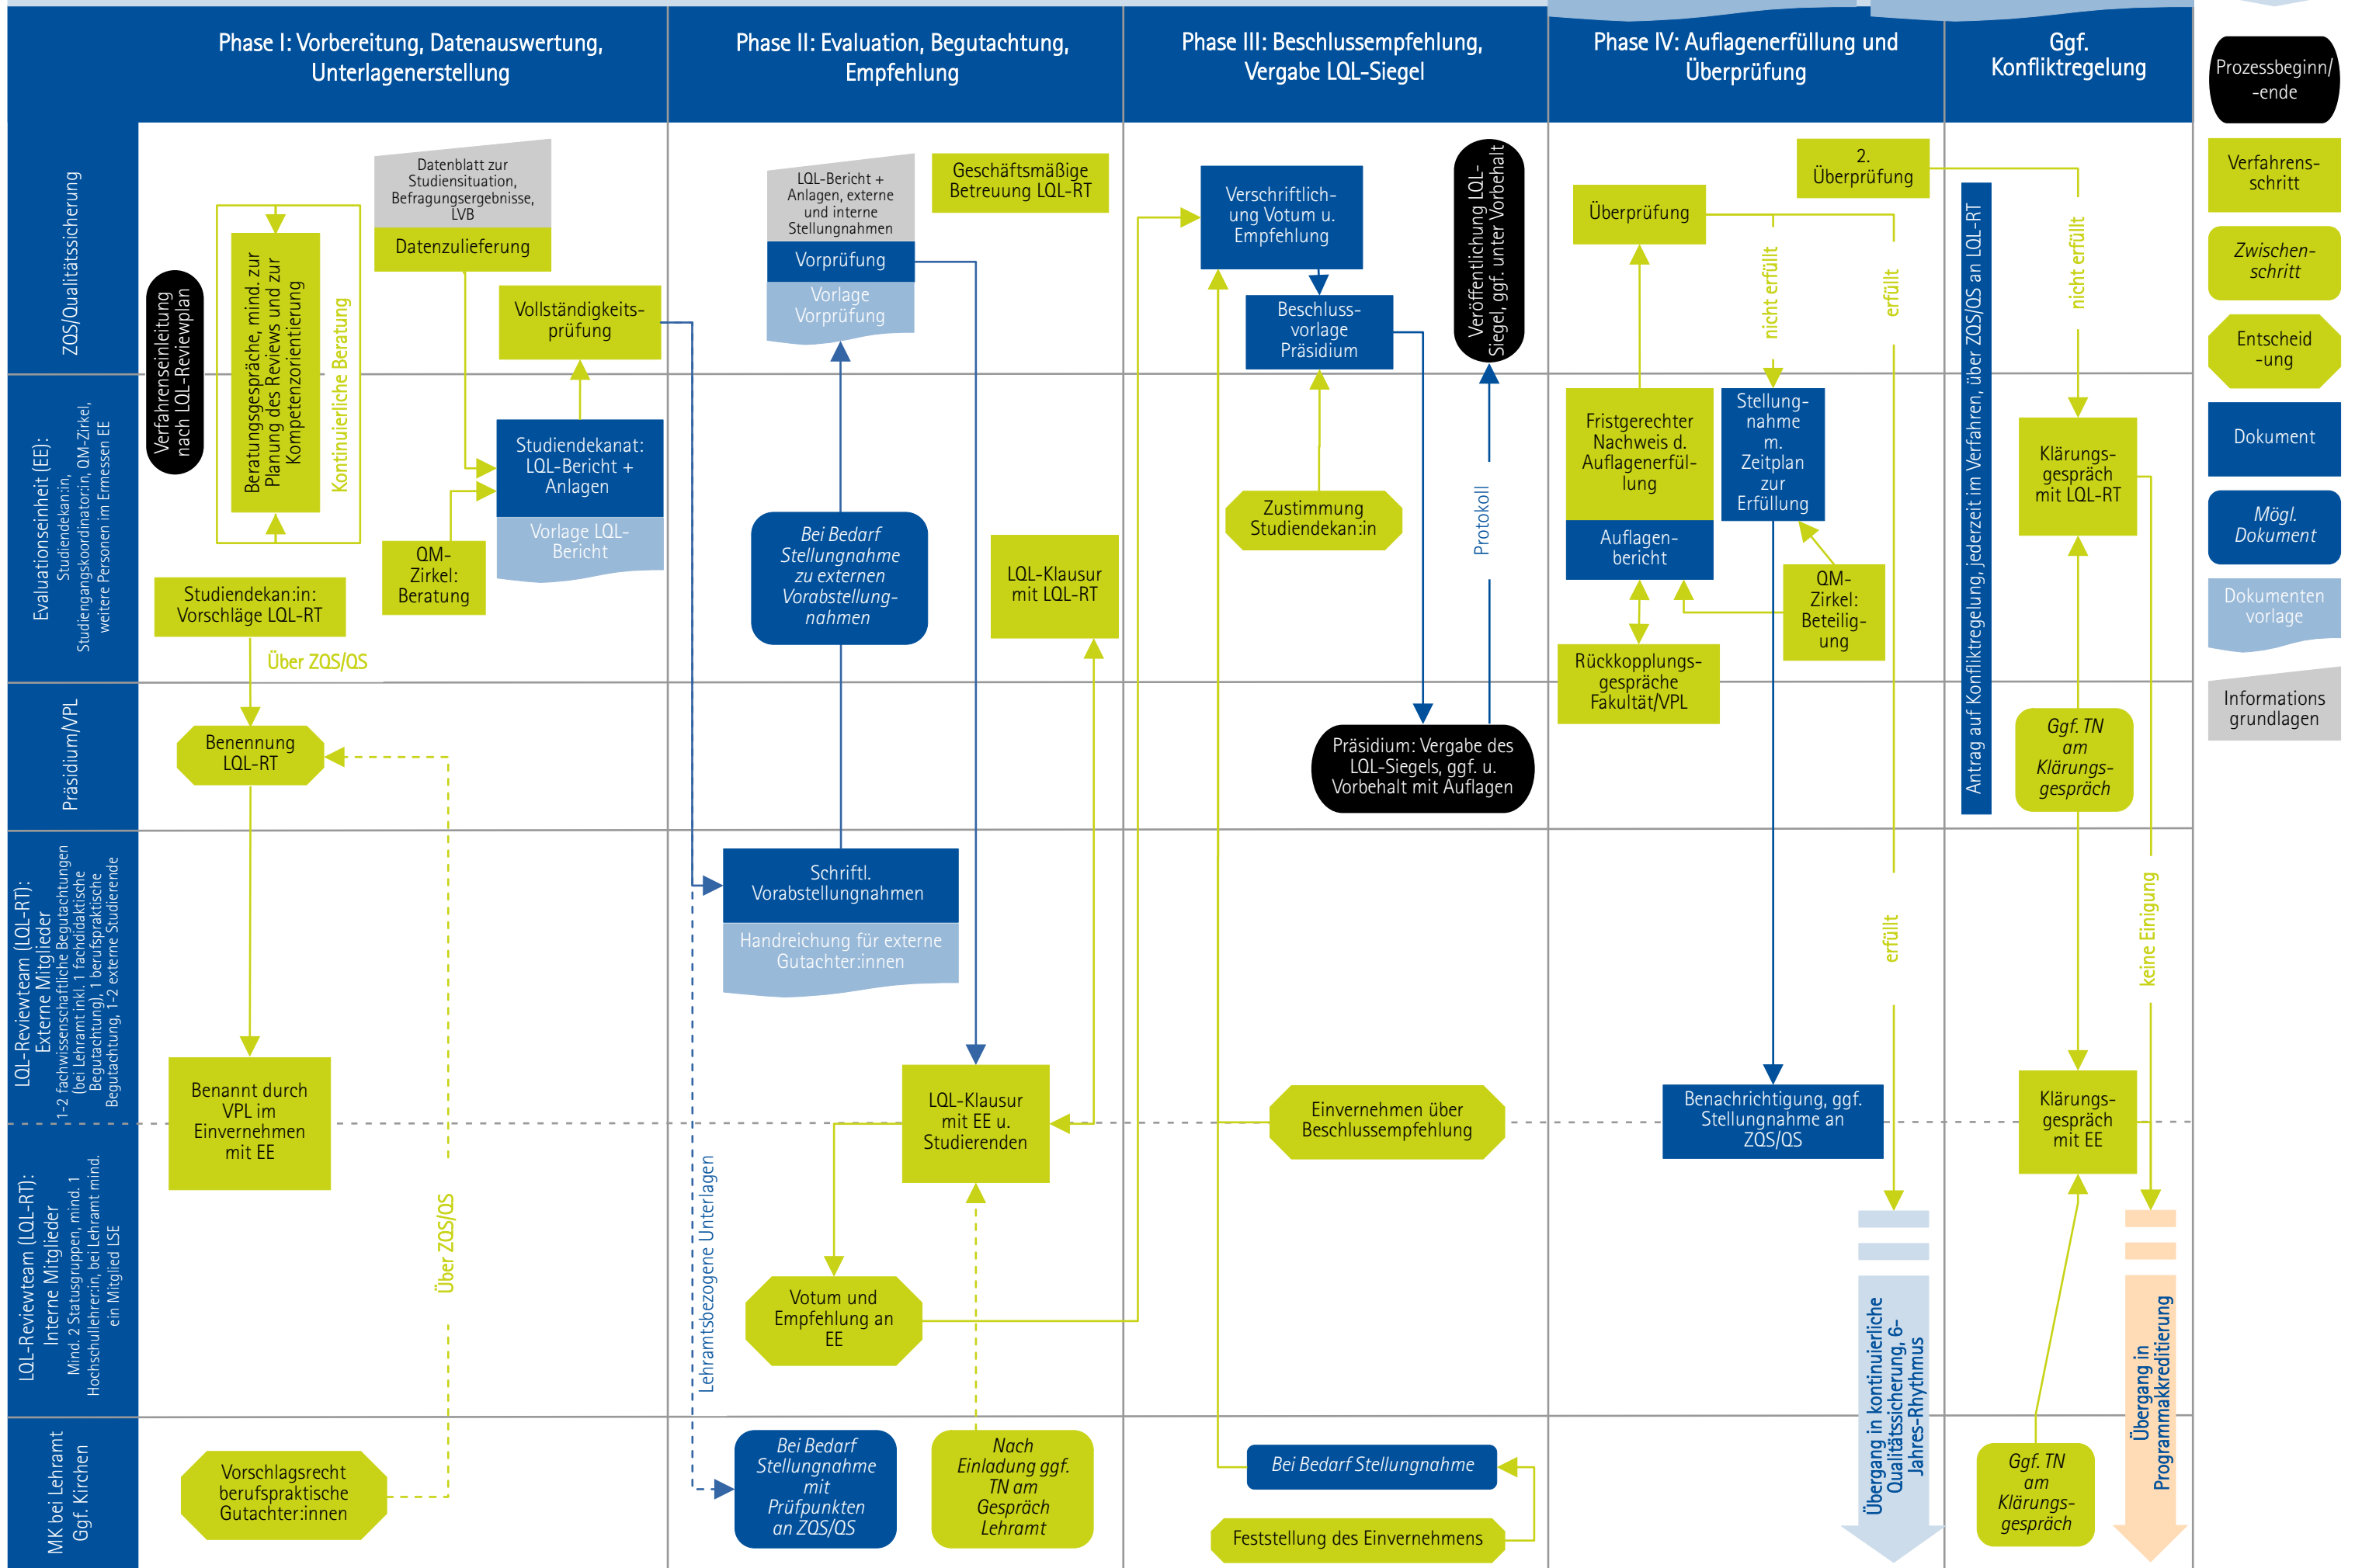 Phase I: Vorbereitung, Datenauswertung,
Unterlagenerstellung
Phase II: Evaluation, Begutachtung,
Empfehlung
Phase III: Beschlussempfehlung,
Vergabe LQL-Siegel
Phase IV: Auflagenerfüllung und
Überprüfung
Ggf.
Konfliktregelung
Prozessbeginn/
-ende
Verfahrens-
schritt
Zwischen-
schritt
Entscheid
-ung
Dokument
Mögl.
Dokument
Dokumenten
vorlage
Informations
grundlagen
ZQS/Qualitätssicherung
Verfahrenseinleitung
nach LQL-Reviewplan
Beratungsgespräche, mind. zur
Planung des Reviews und zur
Kompetenzorientierung
Kontinuierliche Beratung
Datenblatt zur
Studiensituation,
Befragungsergebnisse,
LVB
Datenzulieferung
Vollständigkeits-
prüfung
LQL-Bericht +
Anlagen, externe
und interne
Stellungnahmen
Vorprüfung
Vorlage
Vorprüfung
Geschäftsmäßige
Betreuung LQL-RT
Verschriftlich-
ung Votum u.
Empfehlung
Beschluss-
vorlage
Präsidium
Veröffentlichung LQL-
Siegel, ggf. unter Vorbehalt
Überprüfung
2.
Überprüfung
nicht erfüllt
erfüllt
nicht erfüllt
Antrag auf Konfliktregelung, jederzeit im Verfahren, über ZQS/QS an LQL-RT
Evaluationseinheit (EE):
Studiendekan:in,
Studiengangskoordinator:in, QM-Zirkel,
weitere Personen im Ermessen EE
Studiendekanat:
LQL-Bericht +
Anlagen
Vorlage LQL-
Bericht
QM-
Zirkel:
Beratung
Studiendekan:in:
Vorschläge LQL-RT
Über ZQS/QS
Bei Bedarf
Stellungnahme
zu externen
Vorabstellung-
nahmen
LQL-Klausur
mit LQL-RT
Zustimmung
Studiendekan:in
Protokoll
Fristgerechter
Nachweis d.
Auflagenerfül-
lung
Auflagen-
bericht
Stellung-
nahme
m.
Zeitplan
zur
Erfüllung
QM-
Zirkel:
Beteilig-
ung
Rückkopplungs-
gespräche
Fakultät/VPL
Klärungs-
gespräch
mit LQL-RT
Präsidium/VPL
Benennung
LQL-RT
Präsidium: Vergabe des
LQL-Siegels, ggf. u.
Vorbehalt mit Auflagen
Ggf. TN
am
Klärungs-
gespräch
LQL-Reviewteam (LQL-RT):
Externe Mitglieder
1-2 fachwissenschaftliche Begutachtungen
(bei Lehramt inkl. 1 fachdidaktische
Begutachtung), 1 berufspraktische
Begutachtung, 1-2 externe Studierende
Benannt durch
VPL im
Einvernehmen
mit EE
Schriftl.
Vorabstellungnahmen
Handreichung für externe
Gutachter:innen
LQL-Klausur
mit EE u.
Studierenden
Einvernehmen über
Beschlussempfehlung
Benachrichtigung, ggf.
Stellungnahme an
ZQS/QS
erfüllt
keine Einigung
Klärungs-
gespräch
mit EE
LQL-Reviewteam (LQL-RT):
Interne Mitglieder
Mind. 2 Statusgruppen, mind. 1
Hochschullehrer:in, bei Lehramt mind.
ein Mitglied LSE
Über ZQS/QS
Lehramtsbezogene Unterlagen
Votum und
Empfehlung an
EE
Übergang in kontinuierliche
Qualitätssicherung, 6-
Jahres-Rhythmus
Übergang in
Programmakkreditierung
MK bei Lehramt
Ggf. Kirchen
Vorschlagsrecht
berufspraktische
Gutachter:innen
Bei Bedarf
Stellungnahme
mit
Prüfpunkten
an ZQS/QS
Nach
Einladung ggf.
TN am
Gespräch
Lehramt
Bei Bedarf Stellungnahme
Feststellung des Einvernehmens
Ggf. TN
am
Klärungs-
gespräch